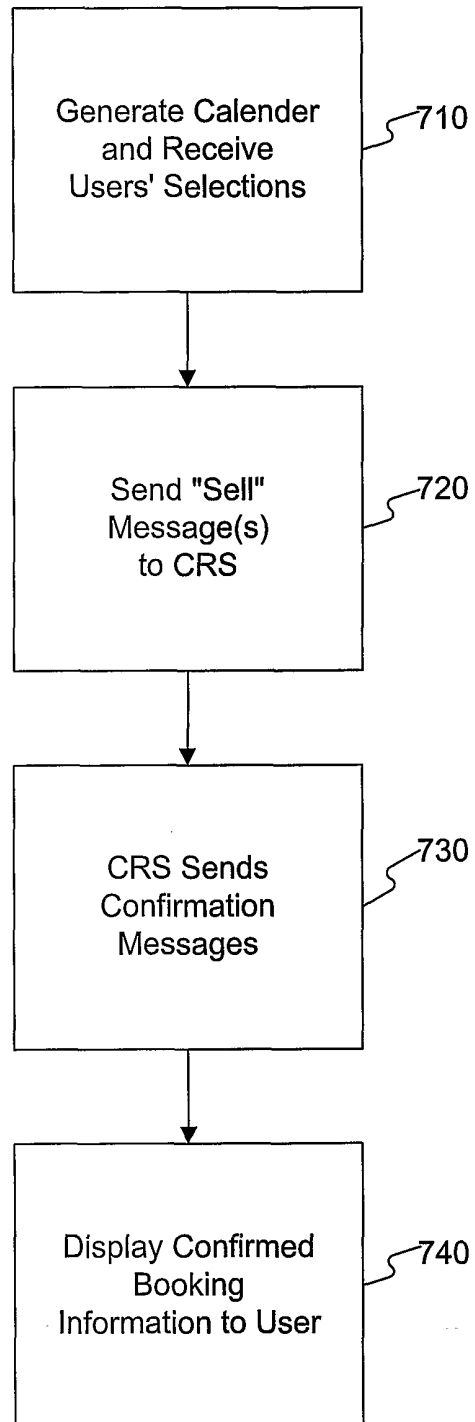 Generate Calender
and Receive
Users' Selections
710
Send "Sell"
Message(s)
to CRS
720
CRS Sends
Confirmation
Messages
730
Display Confirmed
Booking
Information to User
740